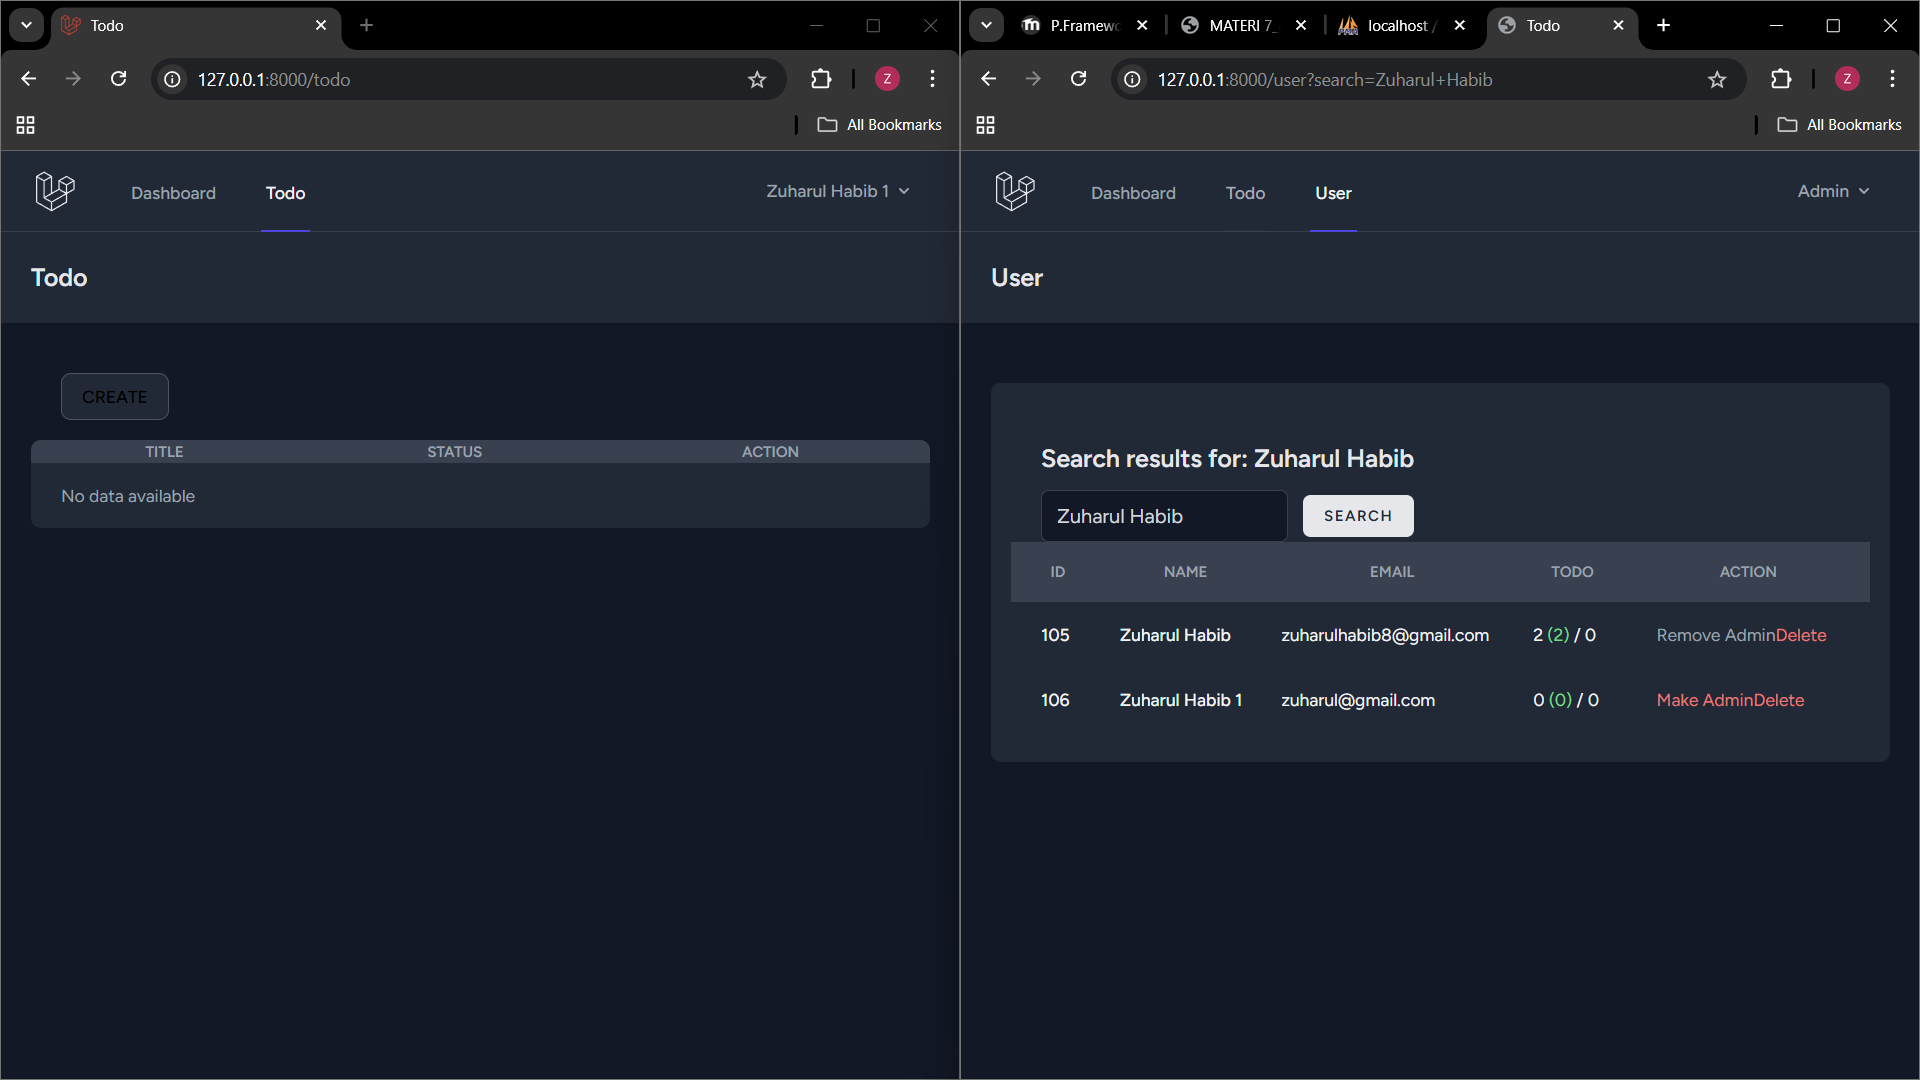 Todo
127.0.0.1:8000/todo
All Bookmarks
Dashboard
Todo
Zuharul Habib 1
Todo
CREATE
TITLE STATUS ACTION
No data available
P.Framewo
MATERI 7_
localhost /
Todo
127.0.0.1:8000/user?search=Zuharul+Habib
Z
All Bookmarks
Dashboard
Todo
User
Admin
User
Search results for: Zuharul Habib
Zuharul Habib SEARCH
ID NAME EMAIL TODO ACTION
105 Zuharul Habib zuharulhabib8@gmail.com 2 (2) / 0 Remove AdminDelete
106 Zuharul Habib 1 zuharul@gmail.com 0 (0) / 0 Make AdminDelete